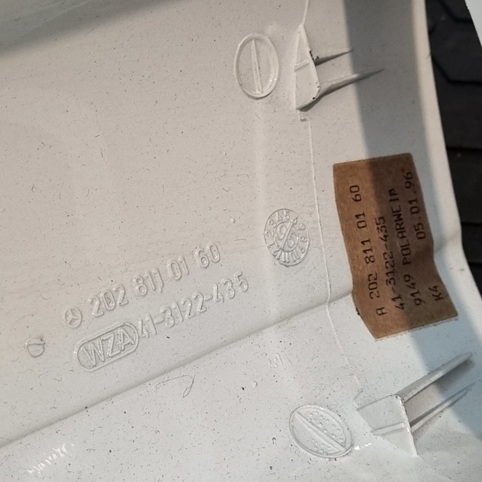 202 811 01 60
WZA 41-3122-435
A 202 811 01 60
41-3122-435
9149 POLARWEIß
05.01.96
K4